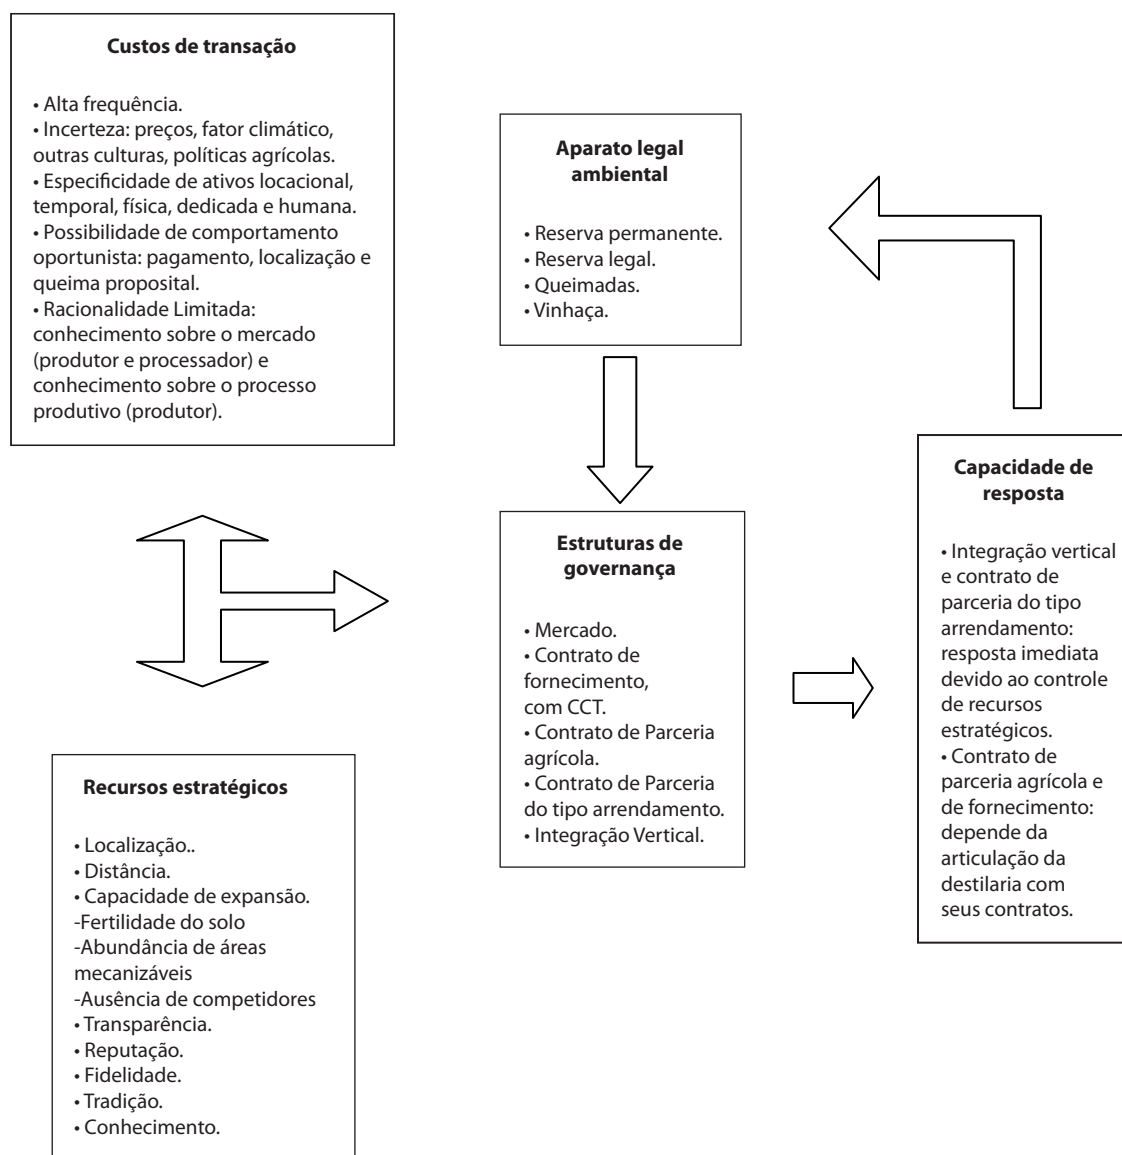 Custos de transação
• Alta frequência.
• Incerteza: preços, fator climático,
outras culturas, políticas agrícolas.
• Especificidade de ativos locacional,
temporal, física, dedicada e humana.
• Possibilidade de comportamento
oportunista: pagamento, localização e
queima proposital.
• Racionalidade Limitada:
conhecimento sobre o mercado
(produtor e processador) e
conhecimento sobre o processo
produtivo (produtor).
Aparato legal
ambiental
• Reserva permanente.
• Reserva legal.
• Queimadas.
• Vinhaça.
Estruturas de
governança
• Mercado.
• Contrato de
fornecimento,
com CCT.
• Contrato de Parceria
agrícola.
• Contrato de Parceria
do tipo arrendamento.
• Integração Vertical.
Capacidade de
resposta
• Integração vertical
e contrato de
parceria do tipo
arrendamento:
resposta imediata
devido ao controle
de recursos
estratégicos.
• Contrato de
parceria agrícola e
de fornecimento:
depende da
articulação da
destilaria com
seus contratos.
Recursos estratégicos
• Localização..
• Distância.
• Capacidade de expansão.
-Fertilidade do solo
-Abundância de áreas
mecanizáveis
-Ausência de competidores
• Transparência.
• Reputação.
• Fidelidade.
• Tradição.
• Conhecimento.